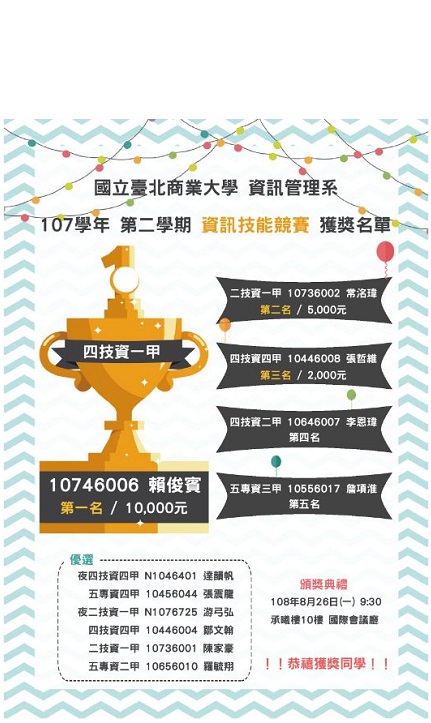 國立臺北商業大學 資訊管理系
107學年 第二學期 資訊技能競賽 獲獎名單
1
四技資一甲
10746006 賴俊賓
第一名 / 10,000元
二技資一甲 10736002 常洺瑋
第二名 / 5,000元
四技資四甲 10446008 張哲維
第三名 / 2,000元
四技資二甲 10646007 李恩瑋
第四名
五專資三甲 10556017 詹項淮
第五名
優選
夜四技資四甲 N1046401 達韻帆
五專資四甲 10456044 張震龍
夜二技資一甲 N1076725 游弓弘
四技資四甲 10446004 鄒文翰
二技資一甲 10736001 陳家豪
五專資二甲 10656010 羅毓翔
頒獎典禮
108年8月26日(一) 9:30
承曦樓10樓 國際會議廳
！！恭禧獲獎同學！！